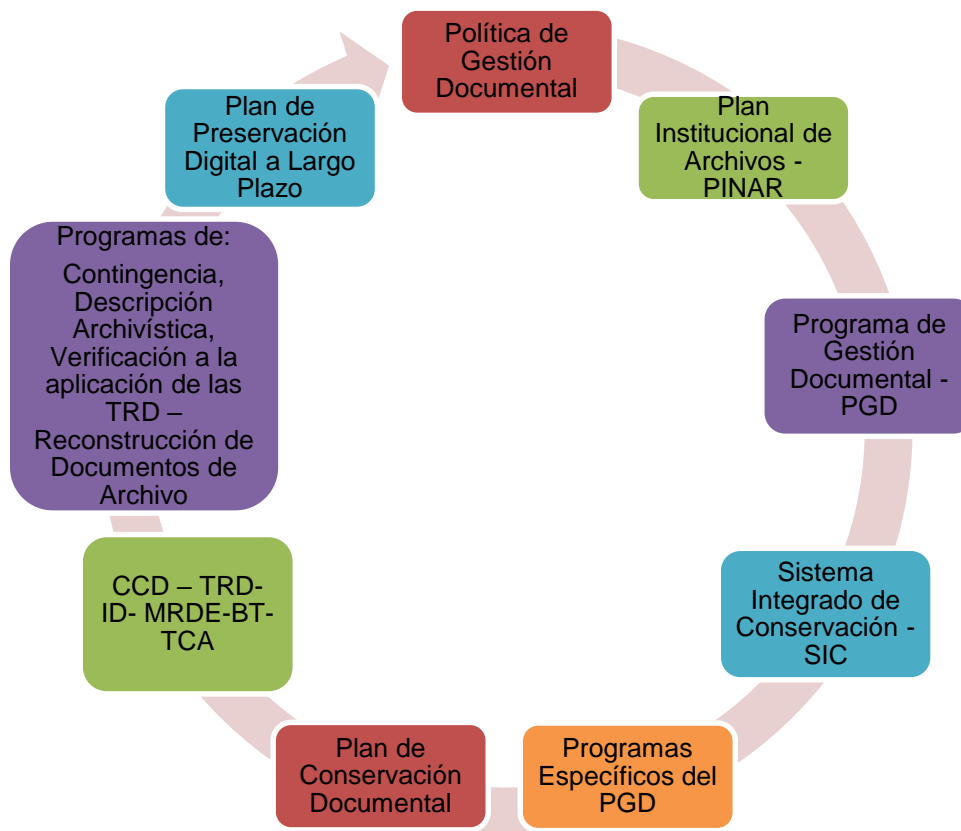 Política de
Gestión
Documental
Plan
Institucional de
Archivos -
PINAR
Programa de
Gestión
Documental -
PGD
Sistema
Integrado de
Conservación -
SIC
Programas
Específicos del
PGD
Plan de
Conservación
Documental
CCD – TRD-
ID- MRDE-BT-
TCA
Programas de:
Contingencia,
Descripción
Archivística,
Verificación a la
aplicación de las
TRD –
Reconstrucción de
Documentos de
Archivo
Plan de
Preservación
Digital a Largo
Plazo